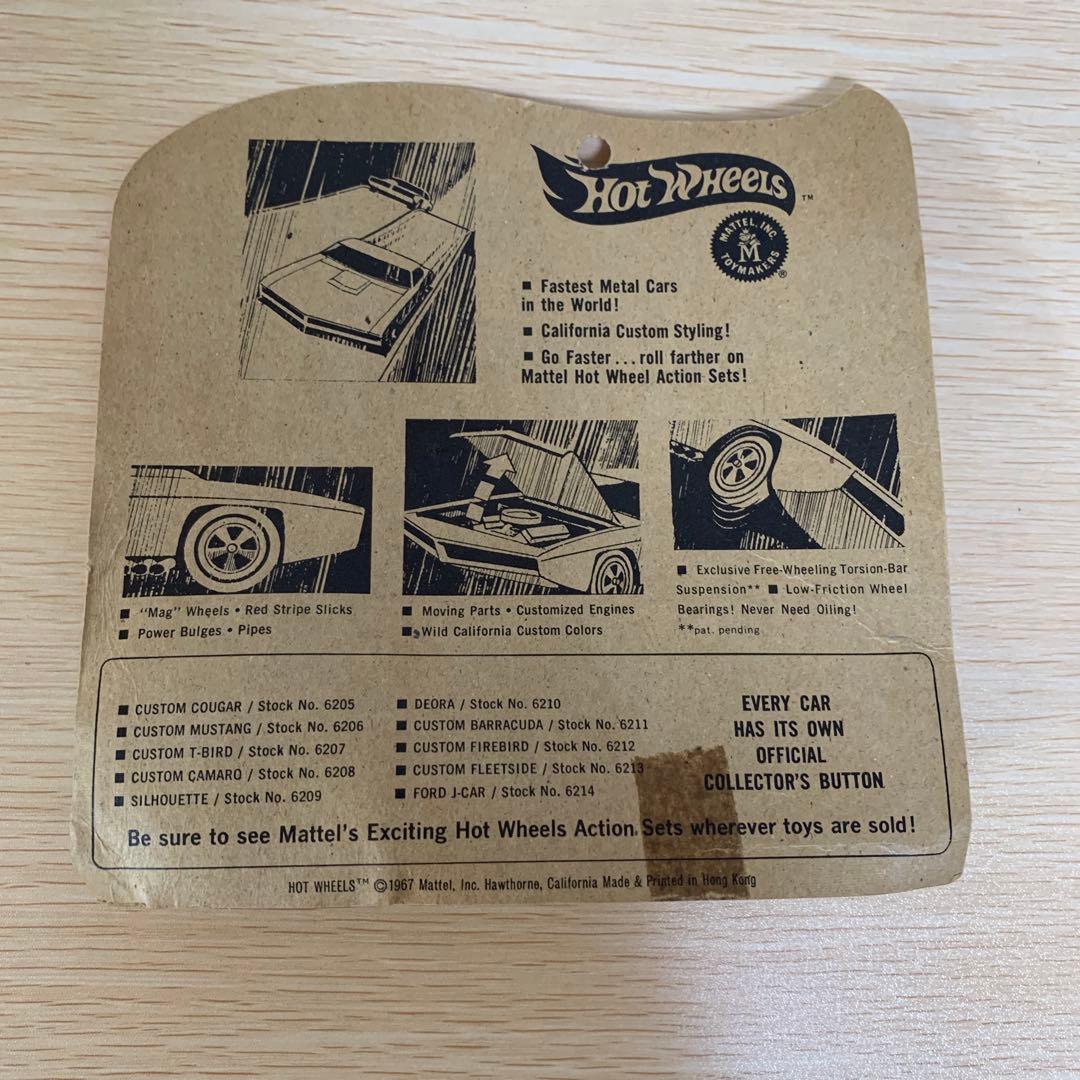 HOT WHEELS™
MATTEL, INC.
M
TOYMAKERS®
■ Fastest Metal Cars
in the World!
■ California Custom Styling!
■ Go Faster...roll farther on
Mattel Hot Wheel Action Sets!
■ "Mag" Wheels • Red Stripe Slicks
■ Power Bulges • Pipes
■ Moving Parts • Customized Engines
■ Wild California Custom Colors
■ Exclusive Free-Wheeling Torsion-Bar
Suspension** ■ Low-Friction Wheel
Bearings! Never Need Oiling!
**pat. pending
■ CUSTOM COUGAR / Stock No. 6205
■ CUSTOM MUSTANG / Stock No. 6206
■ CUSTOM T-BIRD / Stock No. 6207
■ CUSTOM CAMARO / Stock No. 6208
■ SILHOUETTE / Stock No. 6209
■ DEORA / Stock No. 6210
■ CUSTOM BARRACUDA / Stock No. 6211
■ CUSTOM FIREBIRD / Stock No. 6212
■ CUSTOM FLEETSIDE / Stock No. 6213
■ FORD J-CAR / Stock No. 6214
EVERY CAR
HAS ITS OWN
OFFICIAL
COLLECTOR'S BUTTON
Be sure to see Mattel's Exciting Hot Wheels Action Sets wherever toys are sold!
HOT WHEELS™ ©1967 Mattel, Inc. Hawthorne, California Made & Printed in Hong Kong